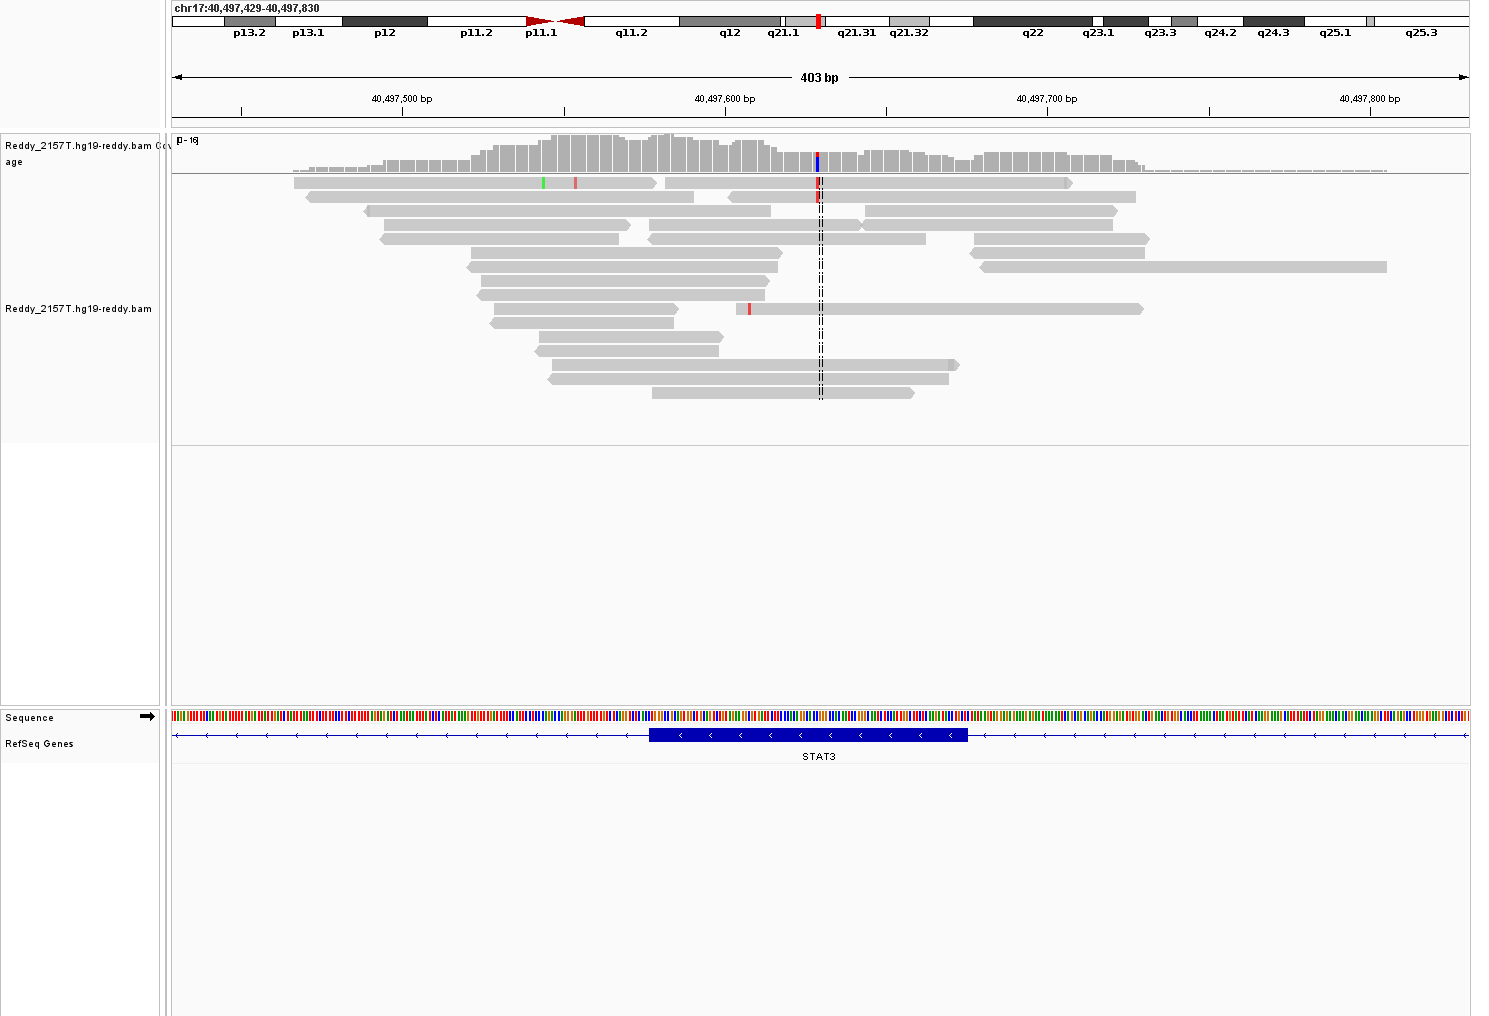 chr17:40,497,429-40,497,830
p13.2 p13.1 p12 p11.2 p11.1 q11.2 q12 q21.1 q21.31 q21.32 q22 q23.1 q23.3 q24.2 q24.3 q25.1 q25.3
403 bp
40,497,500 bp 40,497,600 bp 40,497,700 bp 40,497,800 bp
Reddy_2157T.hg19-reddy.bam Cov
age
[0 - 16]
Reddy_2157T.hg19-reddy.bam
Sequence
RefSeq Genes
STAT3